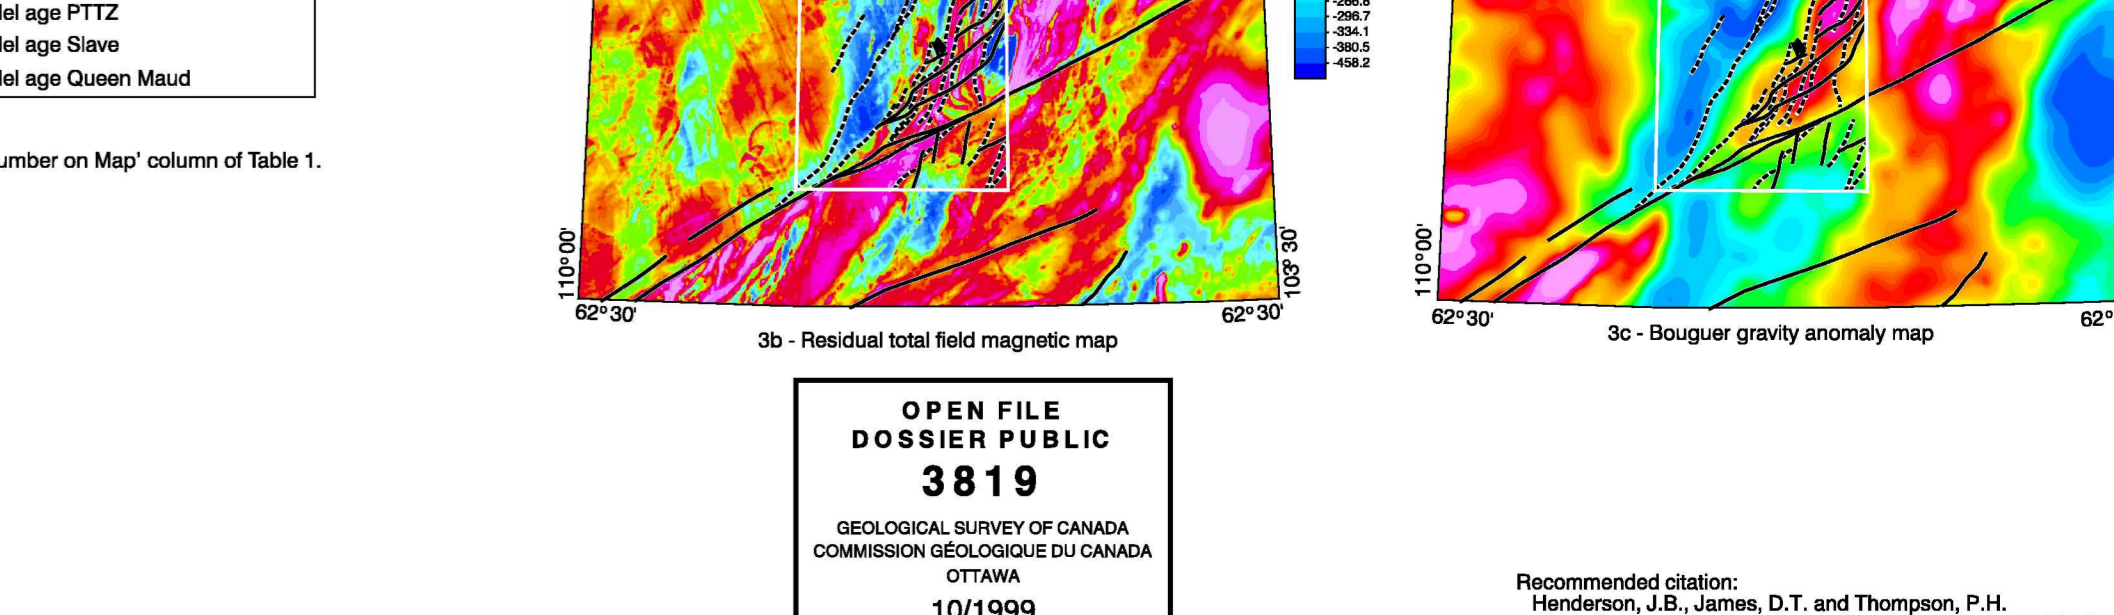 del age PTTZ
del age Slave
del age Queen Maud
umber on Map' column of Table 1.
-266.8
-296.7
-334.1
-380.5
-458.2
110° 00'
103° 30'
62° 30'
62° 30'
3b - Residual total field magnetic map
110° 00'
62° 30'
62°
3c - Bouguer gravity anomaly map
OPEN FILE
DOSSIER PUBLIC
3819
GEOLOGICAL SURVEY OF CANADA
COMMISSION GÉOLOGIQUE DU CANADA
OTTAWA
10/1999
Recommended citation:
Henderson, J.B., James, D.T. and Thompson, P.H.